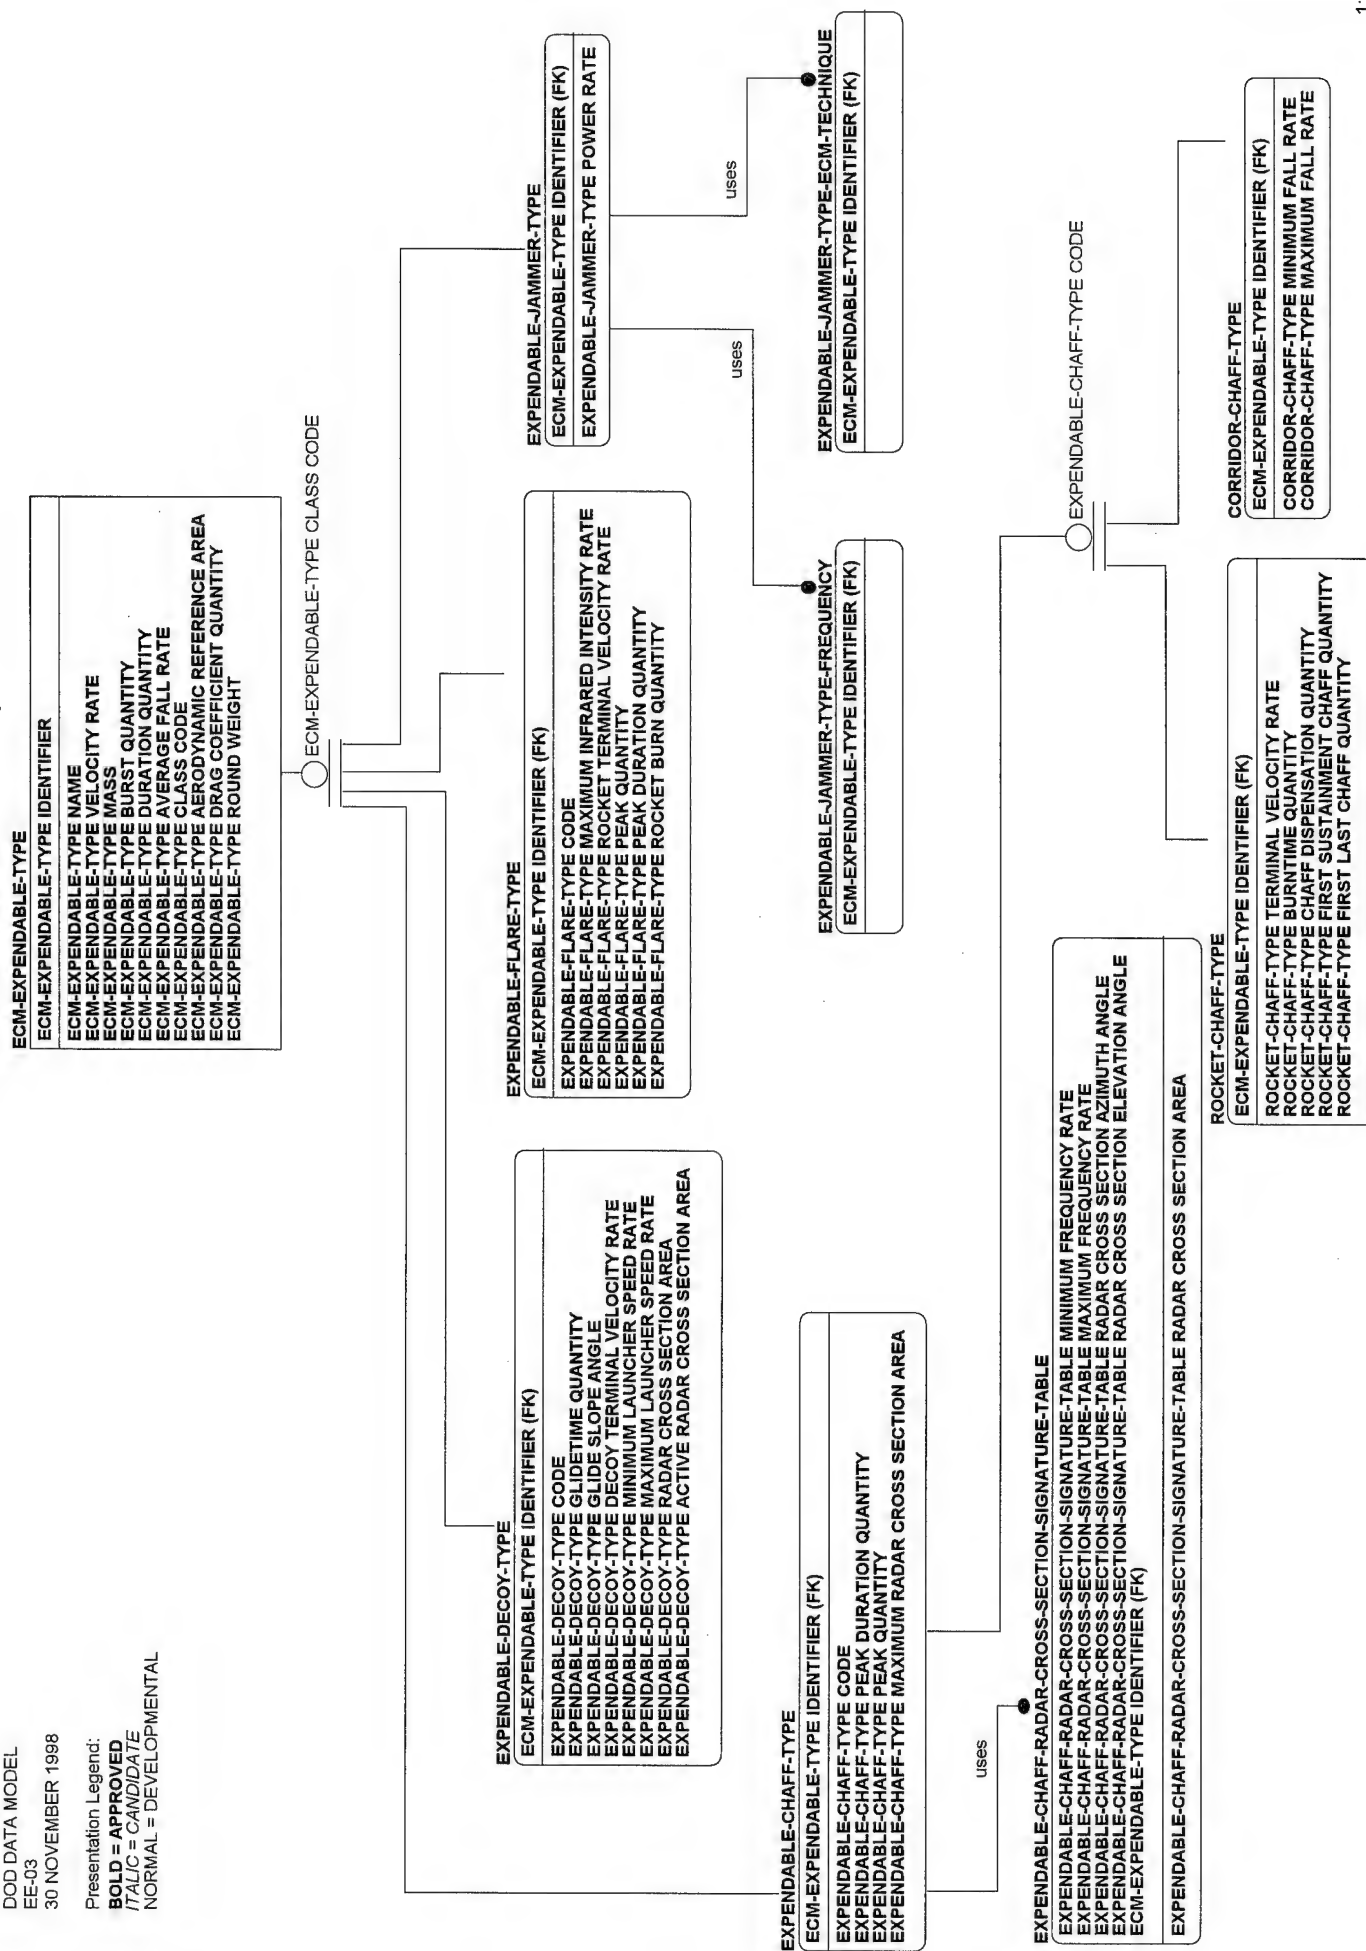 DOD DATA MODEL
EE-03
30 NOVEMBER 1998
Presentation Legend:
BOLD = APPROVED
ITALIC = CANDIDATE
NORMAL = DEVELOPMENTAL
ECM-EXPENDABLE-TYPE
ECM-EXPENDABLE-TYPE IDENTIFIER
ECM-EXPENDABLE-TYPE NAME
ECM-EXPENDABLE-TYPE VELOCITY RATE
ECM-EXPENDABLE-TYPE MASS
ECM-EXPENDABLE-TYPE BURST QUANTITY
ECM-EXPENDABLE-TYPE DURATION QUANTITY
ECM-EXPENDABLE-TYPE AVERAGE FALL RATE
ECM-EXPENDABLE-TYPE CLASS CODE
ECM-EXPENDABLE-TYPE AERODYNAMIC REFERENCE AREA
ECM-EXPENDABLE-TYPE DRAG COEFFICIENT QUANTITY
ECM-EXPENDABLE-TYPE ROUND WEIGHT
ECM-EXPENDABLE-TYPE CLASS CODE
EXPENDABLE-DECOY-TYPE
ECM-EXPENDABLE-TYPE IDENTIFIER (FK)
EXPENDABLE-DECOY-TYPE CODE
EXPENDABLE-DECOY-TYPE GLIDETIME QUANTITY
EXPENDABLE-DECOY-TYPE GLIDE SLOPE ANGLE
EXPENDABLE-DECOY-TYPE DECOY TERMINAL VELOCITY RATE
EXPENDABLE-DECOY-TYPE MINIMUM LAUNCHER SPEED RATE
EXPENDABLE-DECOY-TYPE MAXIMUM LAUNCHER SPEED RATE
EXPENDABLE-DECOY-TYPE RADAR CROSS SECTION AREA
EXPENDABLE-DECOY-TYPE ACTIVE RADAR CROSS SECTION AREA
EXPENDABLE-FLARE-TYPE
ECM-EXPENDABLE-TYPE IDENTIFIER (FK)
EXPENDABLE-FLARE-TYPE CODE
EXPENDABLE-FLARE-TYPE MAXIMUM INFRARED INTENSITY RATE
EXPENDABLE-FLARE-TYPE ROCKET TERMINAL VELOCITY RATE
EXPENDABLE-FLARE-TYPE PEAK QUANTITY
EXPENDABLE-FLARE-TYPE PEAK DURATION QUANTITY
EXPENDABLE-FLARE-TYPE ROCKET BURN QUANTITY
EXPENDABLE-JAMMER-TYPE
ECM-EXPENDABLE-TYPE IDENTIFIER (FK)
EXPENDABLE-JAMMER-TYPE POWER RATE
uses
uses
EXPENDABLE-CHAFF-TYPE
ECM-EXPENDABLE-TYPE IDENTIFIER (FK)
EXPENDABLE-CHAFF-TYPE CODE
EXPENDABLE-CHAFF-TYPE PEAK DURATION QUANTITY
EXPENDABLE-CHAFF-TYPE PEAK QUANTITY
EXPENDABLE-CHAFF-TYPE MAXIMUM RADAR CROSS SECTION AREA
EXPENDABLE-JAMMER-TYPE-FREQUENCY
ECM-EXPENDABLE-TYPE IDENTIFIER (FK)
EXPENDABLE-JAMMER-TYPE-ECM-TECHNIQUE
ECM-EXPENDABLE-TYPE IDENTIFIER (FK)
uses
EXPENDABLE-CHAFF-TYPE CODE
EXPENDABLE-CHAFF-RADAR-CROSS-SECTION-SIGNATURE-TABLE
EXPENDABLE-CHAFF-RADAR-CROSS-SECTION-SIGNATURE-TABLE MINIMUM FREQUENCY RATE
EXPENDABLE-CHAFF-RADAR-CROSS-SECTION-SIGNATURE-TABLE MAXIMUM FREQUENCY RATE
EXPENDABLE-CHAFF-RADAR-CROSS-SECTION-SIGNATURE-TABLE RADAR CROSS SECTION AZIMUTH ANGLE
EXPENDABLE-CHAFF-RADAR-CROSS-SECTION-SIGNATURE-TABLE RADAR CROSS SECTION ELEVATION ANGLE
ECM-EXPENDABLE-TYPE IDENTIFIER (FK)
EXPENDABLE-CHAFF-RADAR-CROSS-SECTION-SIGNATURE-TABLE RADAR CROSS SECTION AREA
ROCKET-CHAFF-TYPE
ECM-EXPENDABLE-TYPE IDENTIFIER (FK)
ROCKET-CHAFF-TYPE TERMINAL VELOCITY RATE
ROCKET-CHAFF-TYPE BURNTIME QUANTITY
ROCKET-CHAFF-TYPE CHAFF DISPENSATION QUANTITY
ROCKET-CHAFF-TYPE FIRST SUSTAINMENT CHAFF QUANTITY
ROCKET-CHAFF-TYPE FIRST LAST CHAFF QUANTITY
CORRIDOR-CHAFF-TYPE
ECM-EXPENDABLE-TYPE IDENTIFIER (FK)
CORRIDOR-CHAFF-TYPE MINIMUM FALL RATE
CORRIDOR-CHAFF-TYPE MAXIMUM FALL RATE